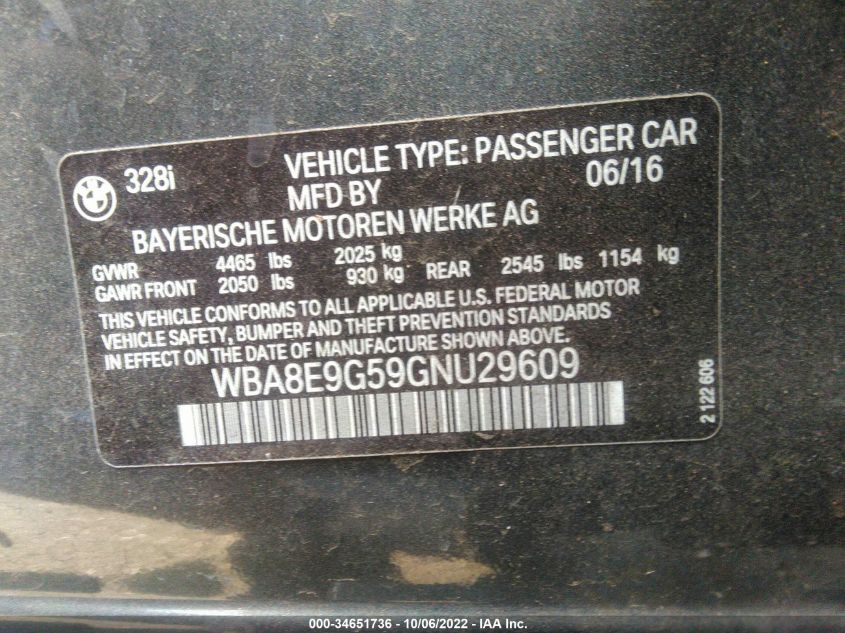 328i VEHICLE TYPE: PASSENGER CAR
MFD BY 06/16
BAYERISCHE MOTOREN WERKE AG
GVWR 4465 lbs 2025 kg
GAWR FRONT 2050 lbs 930 kg REAR 2545 lbs 1154 kg
THIS VEHICLE CONFORMS TO ALL APPLICABLE U.S. FEDERAL MOTOR
VEHICLE SAFETY, BUMPER AND THEFT PREVENTION STANDARDS
IN EFFECT ON THE DATE OF MANUFACTURE SHOWN ABOVE.
WBA8E9G59GNU29609
2 122 606
000-34651736 - 10/06/2022 - IAA Inc.